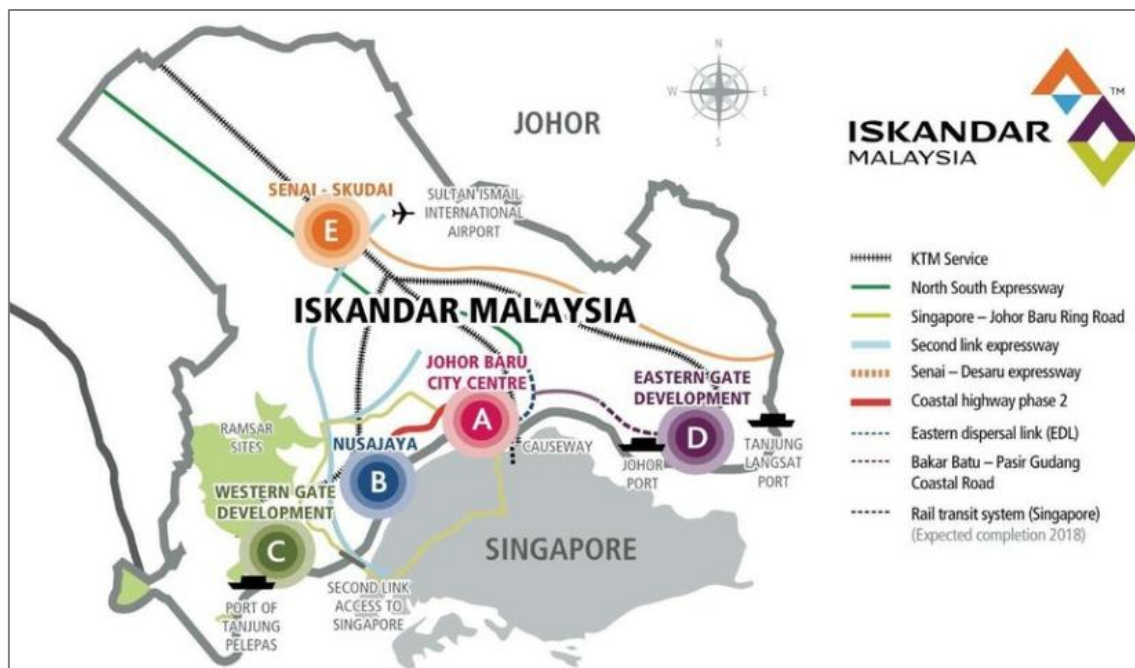 N
W
E
S
JOHOR
TM
ISKANDAR
MALAYSIA
SENAI - SKUDAI
E
SULTAN ISMAIL
INTERNATIONAL
AIRPORT
ISKANDAR MALAYSIA
JOHOR BARU
CITY CENTRE
A
EASTERN GATE
DEVELOPMENT
D
RAMSAR
SITES
NUSAJAYA
B
CAUSEWAY
JOHOR
PORT
TANJUNG
LANGSAT
PORT
WESTERN GATE
DEVELOPMENT
C
SINGAPORE
PORT OF
TANJUNG
PELEPAS
SECOND LINK
ACCESS TO
SINGAPORE
KTM Service
North South Expressway
Singapore – Johor Baru Ring Road
Second link expressway
Senai – Desaru expressway
Coastal highway phase 2
Eastern dispersal link (EDL)
Bakar Batu – Pasir Gudang
Coastal Road
Rail transit system (Singapore)
(Expected completion 2018)